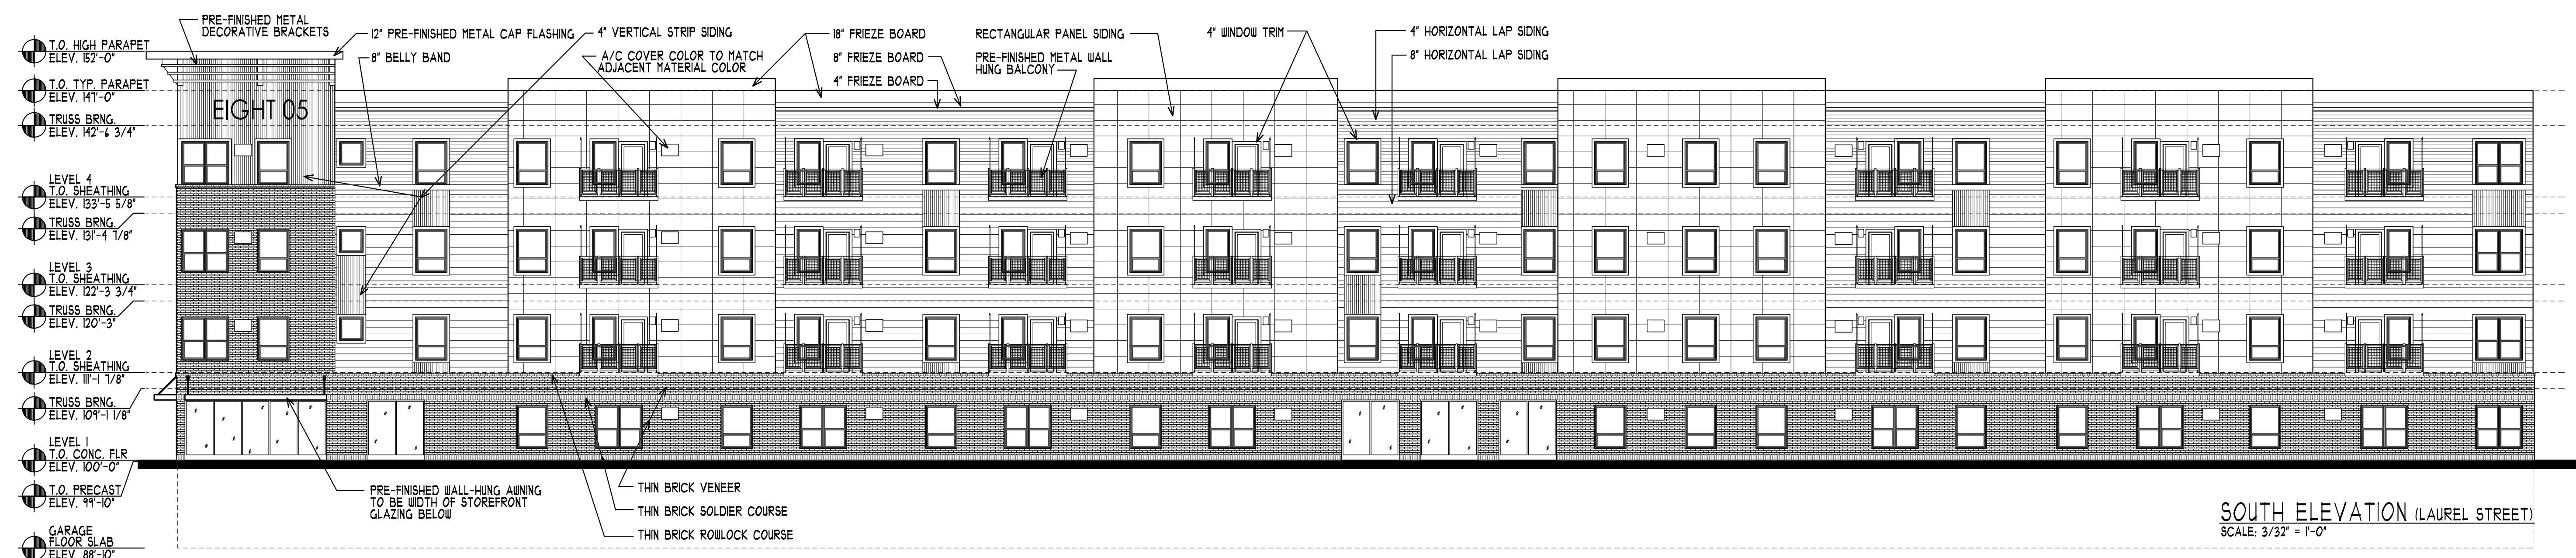 PRE-FINISHED METAL
DECORATIVE BRACKETS
12" PRE-FINISHED METAL CAP FLASHING
8" BELLY BAND
4" VERTICAL STRIP SIDING
A/C COVER COLOR TO MATCH
ADJACENT MATERIAL COLOR
18" FRIEZE BOARD
8" FRIEZE BOARD
4" FRIEZE BOARD
RECTANGULAR PANEL SIDING
PRE-FINISHED METAL WALL
HUNG BALCONY
4" WINDOW TRIM
4" HORIZONTAL LAP SIDING
8" HORIZONTAL LAP SIDING
T.O. HIGH PARAPET
ELEV. 152'-0"
T.O. TYP. PARAPET
ELEV. 147'-0"
TRUSS BRNG.
ELEV. 142'-6 3/4"
EIGHT 05
LEVEL 4
T.O. SHEATHING
ELEV. 133'-5 5/8"
TRUSS BRNG.
ELEV. 131'-4 7/8"
LEVEL 3
T.O. SHEATHING
ELEV. 122'-3 3/4"
TRUSS BRNG.
ELEV. 120'-3"
LEVEL 2
T.O. SHEATHING
ELEV. 111'-1 7/8"
TRUSS BRNG.
ELEV. 109'-1 1/8"
LEVEL 1
T.O. CONC. FLR
ELEV. 100'-0"
T.O. PRECAST
ELEV. 99'-10"
GARAGE
FLOOR SLAB
ELEV. 88'-10"
PRE-FINISHED WALL-HUNG AWNING
TO BE WIDTH OF STOREFRONT
GLAZING BELOW
THIN BRICK VENEER
THIN BRICK SOLDIER COURSE
THIN BRICK ROWLOCK COURSE
SOUTH ELEVATION (LAUREL STREET)
SCALE: 3/32" = 1'-0"